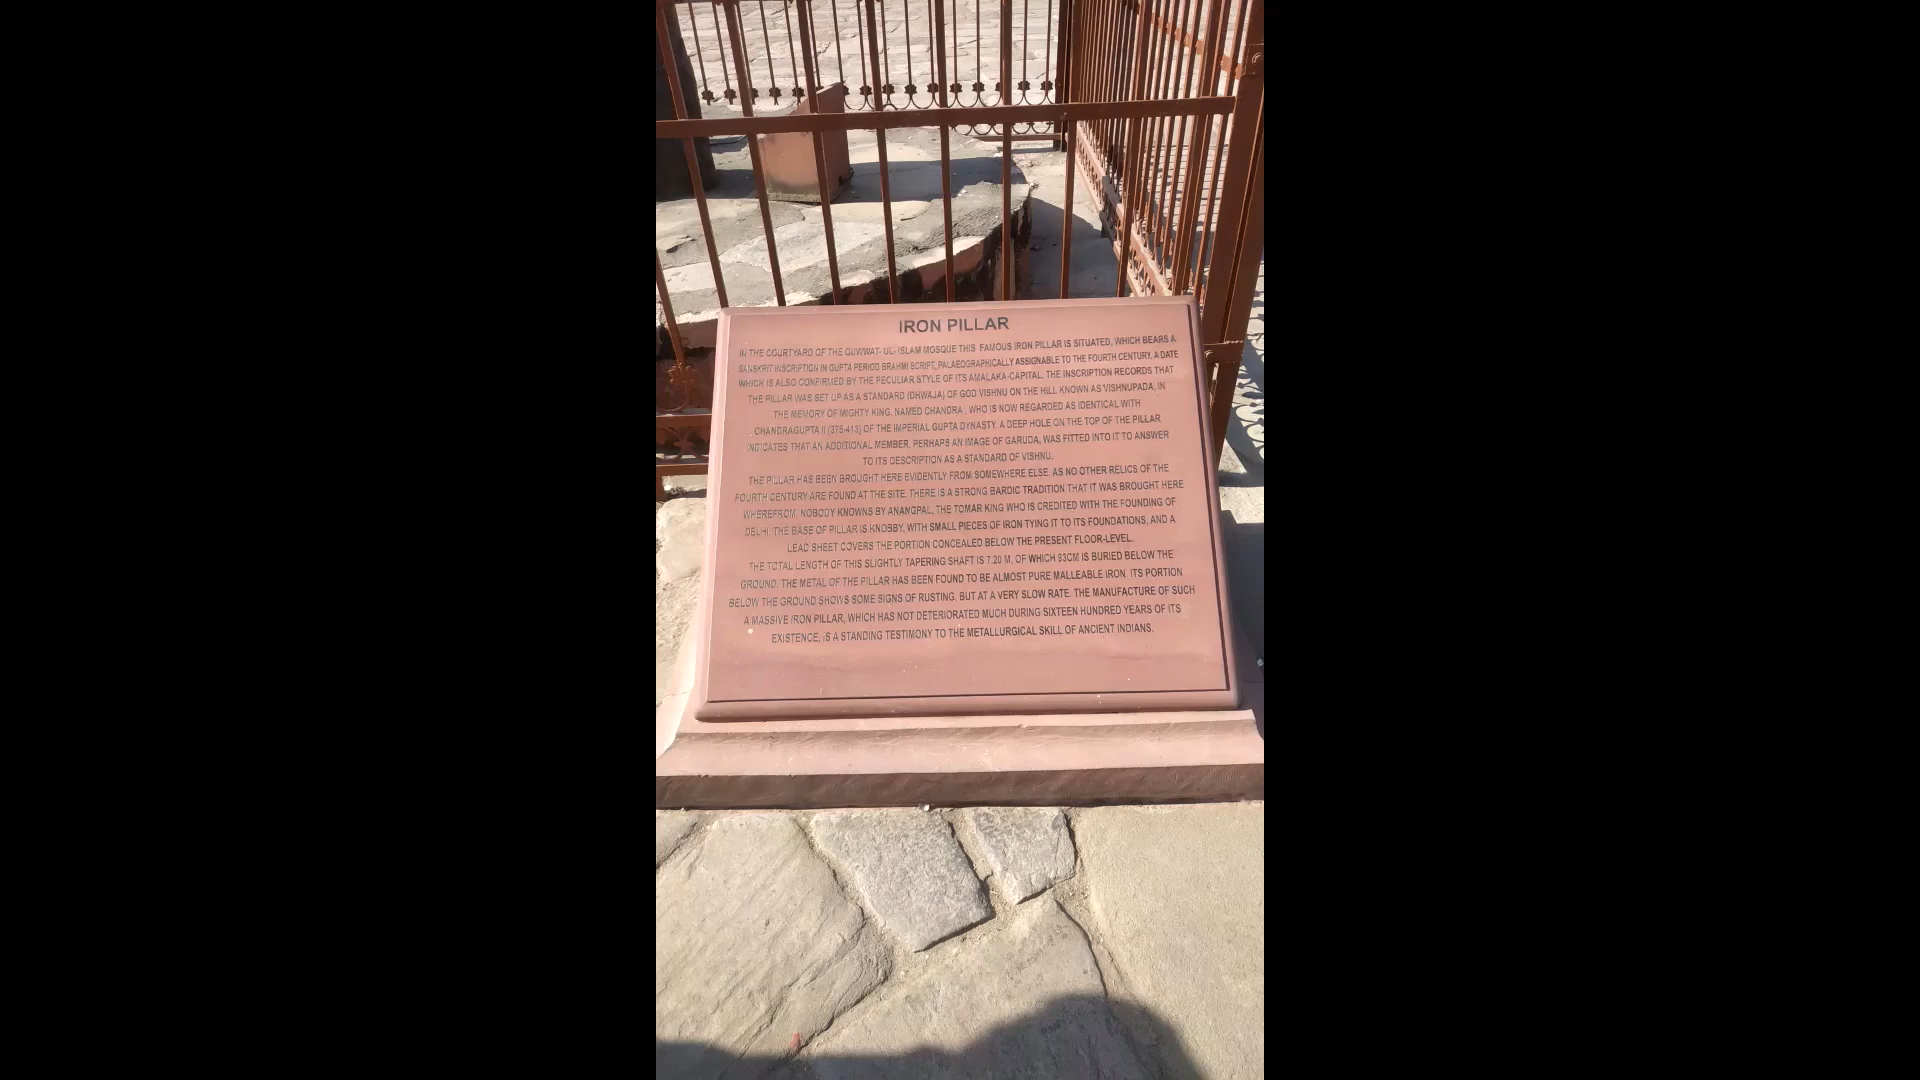 IRON PILLAR
IN THE COURTYARD OF THE QUWWAT- UL- ISLAM MOSQUE THIS FAMOUS IRON PILLAR IS SITUATED, WHICH BEARS A
SANSKRIT INSCRIPTION IN GUPTA PERIOD BRAHMI SCRIPT, PALAEOGRAPHICALLY ASSIGNABLE TO THE FOURTH CENTURY, A DATE
WHICH IS ALSO CONFIRMED BY THE PECULIAR STYLE OF ITS AMALAKA-CAPITAL. THE INSCRIPTION RECORDS THAT
THE PILLAR WAS SET UP AS A STANDARD (DHWAJA) OF GOD VISHNU ON THE HILL KNOWN AS VISHNUPADA, IN
THE MEMORY OF MIGHTY KING, NAMED CHANDRA , WHO IS NOW REGARDED AS IDENTICAL WITH
CHANDRAGUPTA II (375-413) OF THE IMPERIAL GUPTA DYNASTY. A DEEP HOLE ON THE TOP OF THE PILLAR
INDICATES THAT AN ADDITIONAL MEMBER, PERHAPS AN IMAGE OF GARUDA, WAS FITTED INTO IT TO ANSWER
TO ITS DESCRIPTION AS A STANDARD OF VISHNU.
THE PILLAR HAS BEEN BROUGHT HERE EVIDENTLY FROM SOMEWHERE ELSE, AS NO OTHER RELICS OF THE
FOURTH CENTURY ARE FOUND AT THE SITE. THERE IS A STRONG BARDIC TRADITION THAT IT WAS BROUGHT HERE
WHEREFROM NOBODY KNOWNS BY ANANGPAL, THE TOMAR KING WHO IS CREDITED WITH THE FOUNDING OF
DELHI. THE BASE OF PILLAR IS KNOBBY, WITH SMALL PIECES OF IRON TYING IT TO ITS FOUNDATIONS, AND A
LEAD SHEET COVERS THE PORTION CONCEALED BELOW THE PRESENT FLOOR-LEVEL.
THE TOTAL LENGTH OF THIS SLIGHTLY TAPERING SHAFT IS 7.20 M, OF WHICH 93CM IS BURIED BELOW THE
GROUND. THE METAL OF THE PILLAR HAS BEEN FOUND TO BE ALMOST PURE MALLEABLE IRON. ITS PORTION
BELOW THE GROUND SHOWS SOME SIGNS OF RUSTING, BUT AT A VERY SLOW RATE. THE MANUFACTURE OF SUCH
A MASSIVE IRON PILLAR, WHICH HAS NOT DETERIORATED MUCH DURING SIXTEEN HUNDRED YEARS OF ITS
EXISTENCE, IS A STANDING TESTIMONY TO THE METALLURGICAL SKILL OF ANCIENT INDIANS.